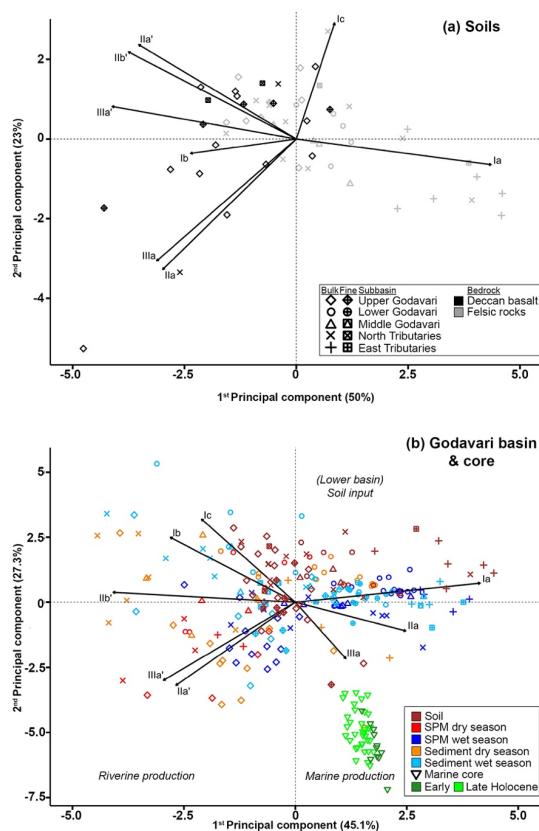 (a) Soils
Ic
IIa'
IIb'
IIIa'
Ib
Ia
IIIa
IIa
2
0
-2
-4
2nd Principal component (23%)
Bulk Fine Subbasin Bedrock
Upper Godavari Deccan basalt
Lower Godavari Felsic rocks
Middle Godavari
North Tributaries
East Tributaries
-5.0 -2.5 0 2.5 5.0
1st Principal component (50%)
(b) Godavari basin
& core
(Lower basin)
Soil input
Ic
Ib
IIb'
Ia
IIa
IIIa
IIIa'
IIa'
5.0
2.5
0
-2.5
-5.0
-7.5
2nd Principal component (27.3%)
Riverine production Marine production
Soil
SPM dry season
SPM wet season
Sediment dry season
Sediment wet season
Marine core
Early Late Holocene
-5.0 -2.5 0 2.5 5.0
1st Principal component (45.1%)